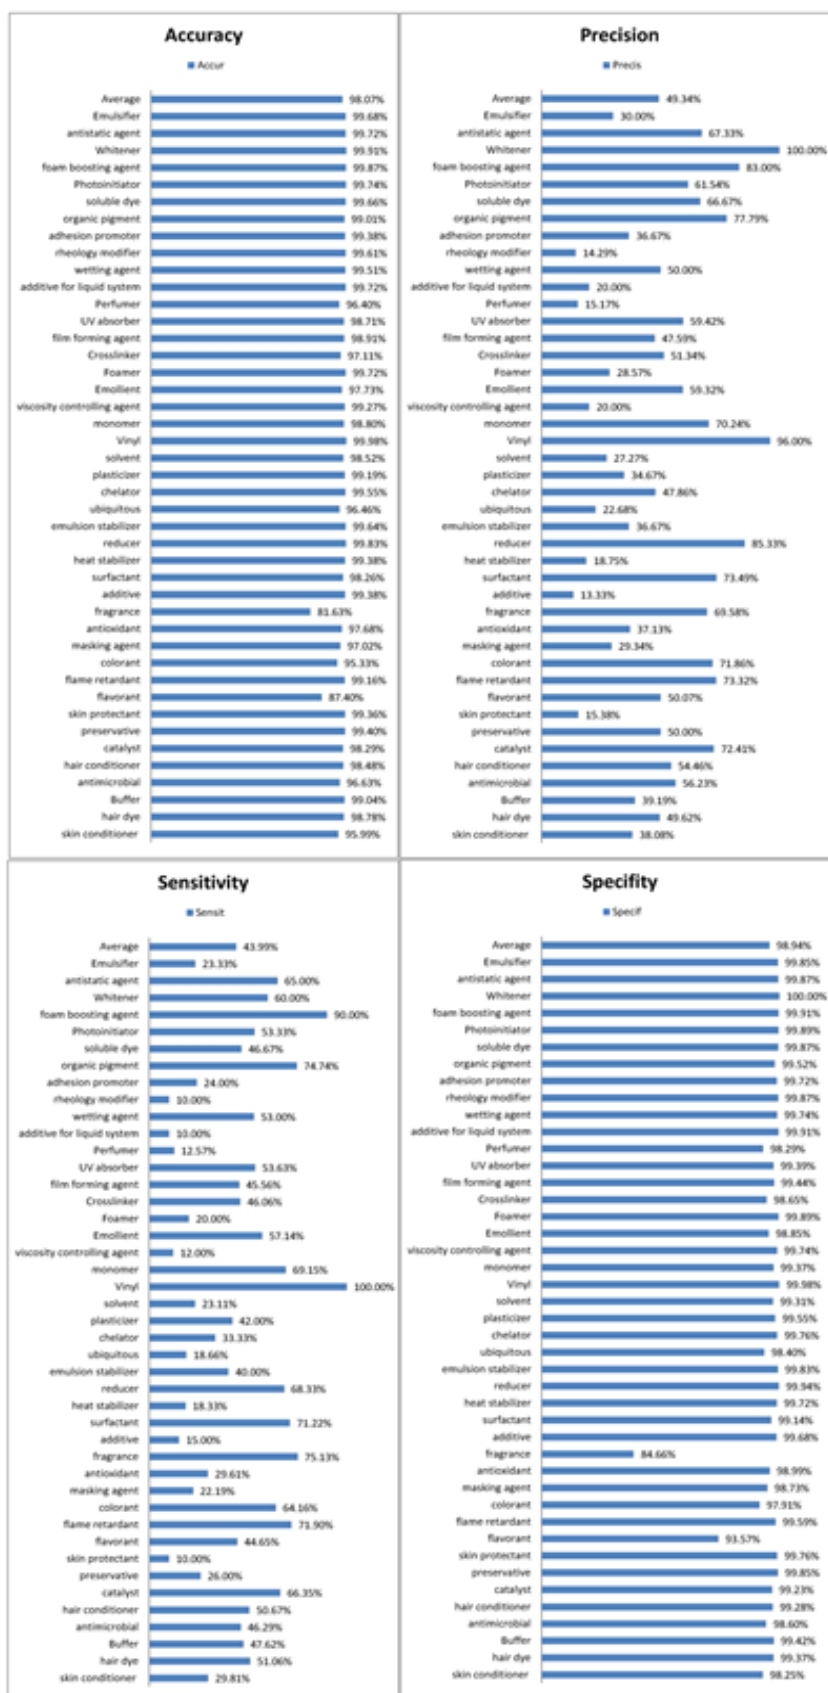 Accuracy
Accur
Average 98.07%
Emulsifier 99.68%
antistatic agent 99.72%
Whitener 99.91%
foam boosting agent 99.87%
Photoinitiator 99.74%
soluble dye 99.66%
organic pigment 99.01%
adhesion promoter 99.38%
rheology modifier 99.61%
wetting agent 99.51%
additive for liquid system 99.72%
Perfumer 96.40%
UV absorber 98.71%
film forming agent 98.91%
Crosslinker 97.11%
Foamer 99.72%
Emollient 97.73%
viscosity controlling agent 99.27%
monomer 98.80%
Vinyl 99.98%
solvent 98.52%
plasticizer 99.19%
chelator 99.55%
ubiquitous 96.46%
emulsion stabilizer 99.64%
reducer 99.83%
heat stabilizer 99.38%
surfactant 98.26%
additive 99.38%
fragrance 81.63%
antioxidant 97.68%
masking agent 97.02%
colorant 95.33%
flame retardant 99.16%
flavorant 87.40%
skin protectant 99.36%
preservative 99.40%
catalyst 98.29%
hair conditioner 98.48%
antimicrobial 96.63%
Buffer 99.04%
hair dye 98.78%
skin conditioner 95.99%
Precision
Precis
Average 49.34%
Emulsifier 30.00%
antistatic agent 67.33%
Whitener 100.00%
foam boosting agent 83.00%
Photoinitiator 61.54%
soluble dye 66.67%
organic pigment 77.79%
adhesion promoter 36.67%
rheology modifier 14.29%
wetting agent 50.00%
additive for liquid system 20.00%
Perfumer 15.17%
UV absorber 59.42%
film forming agent 47.59%
Crosslinker 51.34%
Foamer 28.57%
Emollient 59.32%
viscosity controlling agent 20.00%
monomer 70.24%
Vinyl 96.00%
solvent 27.27%
plasticizer 34.67%
chelator 47.86%
ubiquitous 22.68%
emulsion stabilizer 36.67%
reducer 85.33%
heat stabilizer 18.75%
surfactant 73.49%
additive 13.33%
fragrance 69.58%
antioxidant 37.13%
masking agent 29.34%
colorant 71.86%
flame retardant 73.32%
flavorant 50.07%
skin protectant 15.38%
preservative 50.00%
catalyst 72.41%
hair conditioner 54.46%
antimicrobial 56.23%
Buffer 39.19%
hair dye 49.62%
skin conditioner 38.08%
Sensitivity
Sensit
Average 43.99%
Emulsifier 23.33%
antistatic agent 65.00%
Whitener 60.00%
foam boosting agent 90.00%
Photoinitiator 53.33%
soluble dye 46.67%
organic pigment 74.74%
adhesion promoter 24.00%
rheology modifier 10.00%
wetting agent 53.00%
additive for liquid system 10.00%
Perfumer 12.57%
UV absorber 53.63%
film forming agent 45.56%
Crosslinker 46.06%
Foamer 20.00%
Emollient 57.14%
viscosity controlling agent 12.00%
monomer 69.15%
Vinyl 100.00%
solvent 23.11%
plasticizer 42.00%
chelator 33.33%
ubiquitous 18.66%
emulsion stabilizer 40.00%
reducer 68.33%
heat stabilizer 18.33%
surfactant 71.22%
additive 15.00%
fragrance 75.13%
antioxidant 29.61%
masking agent 22.19%
colorant 64.16%
flame retardant 71.90%
flavorant 44.65%
skin protectant 10.00%
preservative 26.00%
catalyst 66.35%
hair conditioner 50.67%
antimicrobial 46.29%
Buffer 47.62%
hair dye 51.06%
skin conditioner 29.81%
Specifity
Specif
Average 98.94%
Emulsifier 99.85%
antistatic agent 99.87%
Whitener 100.00%
foam boosting agent 99.91%
Photoinitiator 99.89%
soluble dye 99.87%
organic pigment 99.52%
adhesion promoter 99.72%
rheology modifier 99.87%
wetting agent 99.74%
additive for liquid system 99.91%
Perfumer 98.29%
UV absorber 99.39%
film forming agent 99.44%
Crosslinker 98.65%
Foamer 99.89%
Emollient 98.85%
viscosity controlling agent 99.74%
monomer 99.37%
Vinyl 99.98%
solvent 99.31%
plasticizer 99.55%
chelator 99.76%
ubiquitous 98.40%
emulsion stabilizer 99.83%
reducer 99.94%
heat stabilizer 99.72%
surfactant 99.14%
additive 99.68%
fragrance 84.66%
antioxidant 98.99%
masking agent 98.73%
colorant 97.91%
flame retardant 99.59%
flavorant 93.57%
skin protectant 99.76%
preservative 99.85%
catalyst 99.23%
hair conditioner 99.28%
antimicrobial 98.60%
Buffer 99.42%
hair dye 99.37%
skin conditioner 98.25%